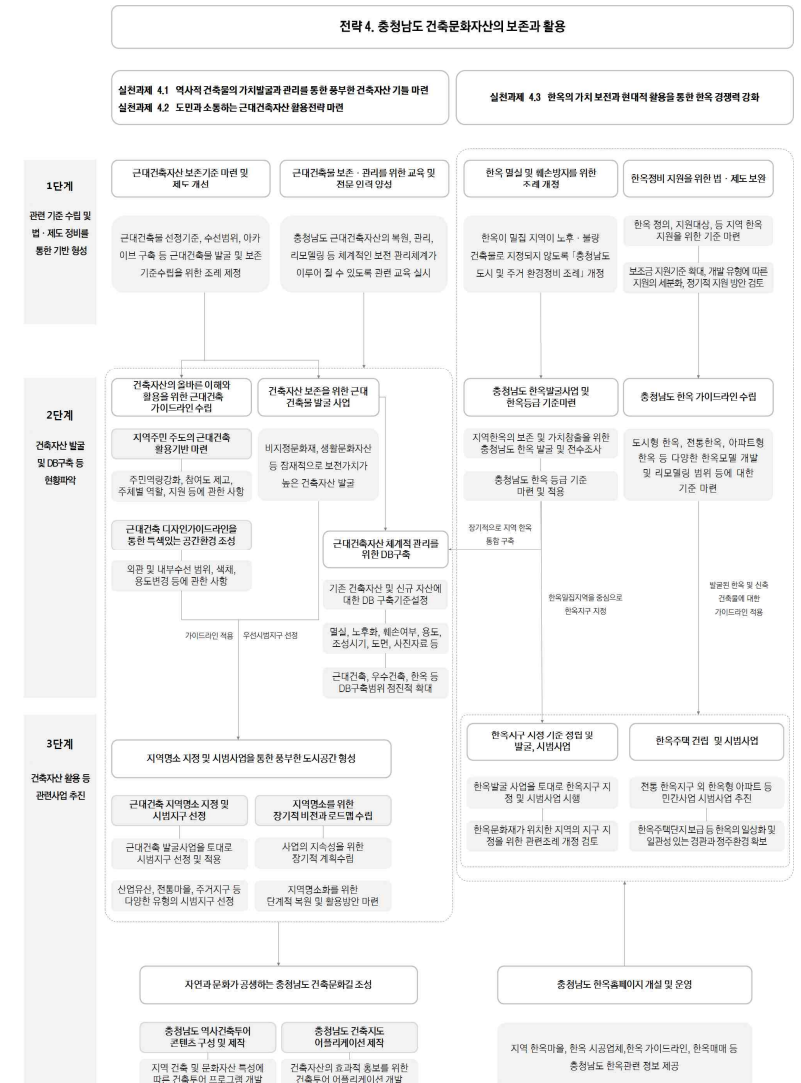 전략 4. 충청남도 건축문화자산의 보존과 활용
실천과제 4.1 역사적 건축물의 가치발굴과 관리를 통한 풍부한 건축자산 기틀 마련
실천과제 4.2 도민과 소통하는 근대건축자산 활용전략 마련
실천과제 4.3 한옥의 가치 보전과 현대적 활용을 통한 한옥 경쟁력 강화
1단계
관련 기준 수립 및
법ㆍ제도 정비를
통한 기반 형성
근대건축자산 보존기준 마련 및
제도 개선
근대건축물 선정기준, 수선범위, 아카
이브 구축 등 근대건축물 발굴 및 보존
기준수립을 위한 조례 제정
근대건축물 보존ㆍ관리를 위한 교육 및
전문 인력 양성
충청남도 근대건축자산의 복원, 관리,
리모델링 등 체계적인 보전 관리체계가
이루어 질 수 있도록 관련 교육 실시
한옥 멸실 및 훼손방지를 위한
조례 개정
한옥이 밀집 지역이 노후ㆍ불량
건축물로 지정되지 않도록 「충청남도
도시 및 주거 환경정비 조례」 개정
한옥정비 지원을 위한 법ㆍ제도 보완
한옥 정의, 지원대상, 등 지역 한옥
지원을 위한 기준 마련
보조금 지원기준 확대, 개발 유형에 따른
지원의 세분화, 정기적 지원 방안 검토
2단계
건축자산 발굴
및 DB구축 등
현황파악
건축자산의 올바른 이해와
활용을 위한 근대건축
가이드라인 수립
지역주민 주도의 근대건축
활용기반 마련
주민역량강화, 참여도 제고,
주체별 역할, 지원 등에 관한 사항
근대건축 디자인가이드라인을
통한 특색있는 공간환경 조성
외관 및 내부수선 범위, 색채,
용도변경 등에 관한 사항
건축자산 보존을 위한 근대
건축물 발굴 사업
비지정문화재, 생활문화자산
등 잠재적으로 보전가치가
높은 건축자산 발굴
근대건축자산 체계적 관리를
위한 DB구축
기존 건축자산 및 신규 자산에
대한 DB 구축기준설정
멸실, 노후화, 훼손여부, 용도,
조성시기, 도면, 사진자료 등
근대건축, 우수건축, 한옥 등
DB구축범위 점진적 확대
가이드라인 적용
우선시범지구 선정
충청남도 한옥발굴사업 및
한옥등급 기준마련
지역한옥의 보존 및 가치창출을 위한
충청남도 한옥 발굴 및 전수조사
충청남도 한옥 등급 기준
마련 및 적용
장기적으로 지역 한옥
통합 구축
한옥밀집지역을 중심으로
한옥지구 지정
충청남도 한옥 가이드라인 수립
도시형 한옥, 전통한옥, 아파트형
한옥 등 다양한 한옥모델 개발
및 리모델링 범위 등에 대한
기준 마련
발굴된 한옥 및 신축
건축물에 대한
가이드라인 적용
3단계
건축자산 활용 등
관련사업 추진
지역명소 지정 및 시범사업을 통한 풍부한 도시공간 형성
근대건축 지역명소 지정 및
시범지구 선정
근대건축 발굴사업을 토대로
시범지구 선정 및 적용
산업유산, 전통마을, 주거지구 등
다양한 유형의 시범지구 선정
지역명소를 위한
장기적 비전과 로드맵 수립
사업의 지속성을 위한
장기적 계획수립
지역명소화를 위한
단계적 복원 및 활용방안 마련
한옥지구 지정 기준 정립 및
발굴, 시범사업
한옥발굴 사업을 토대로 한옥지구 지
정 및 시범사업 시행
한옥문화재가 위치한 지역의 지구 지
정을 위한 관련조례 개정 검토
한옥주택 건립 및 시범사업
전통 한옥지구 외 한옥형 아파트 등
민간사업 시범사업 추진
한옥주택단지 보급 등 한옥의 일상화 및
일관성 있는 경관과 정주환경 확보
자연과 문화가 공생하는 충청남도 건축문화길 조성
충청남도 역사건축투어
콘텐츠 구성 및 제작
지역 건축 및 문화자산 특성에
따른 건축투어 프로그램 개발
충청남도 건축지도
어플리케이션 제작
건축자산의 효과적 홍보를 위한
건축투어 어플리케이션 개발
충청남도 한옥홈페이지 개설 및 운영
지역 한옥마을, 한옥 시공업체,한옥 가이드라인, 한옥매매 등
충청남도 한옥관련 정보 제공